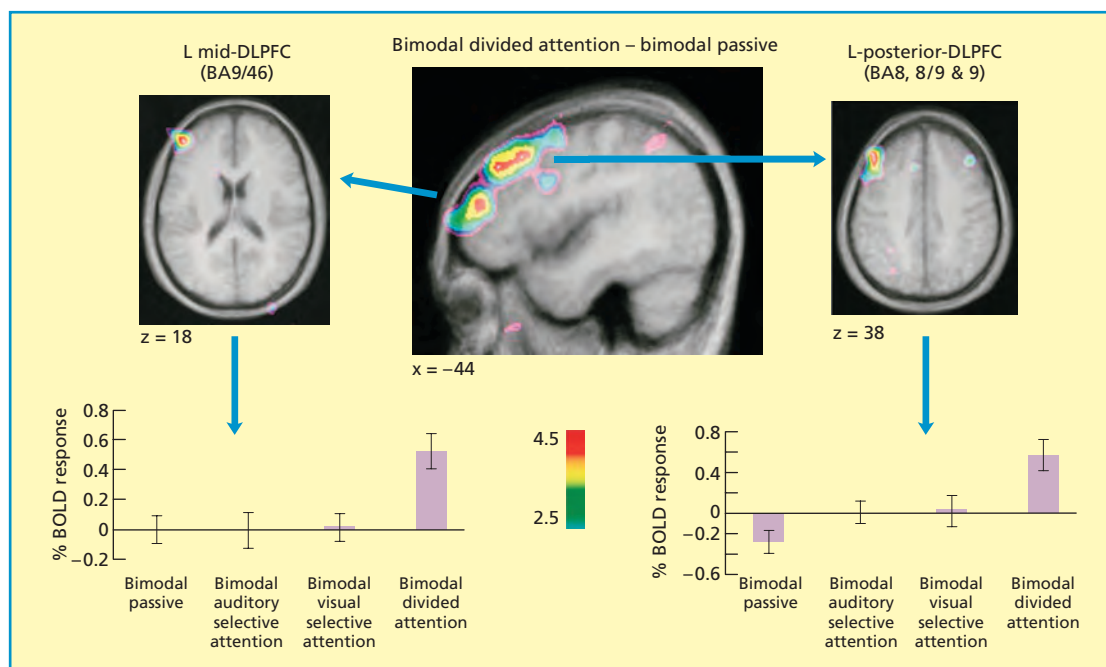 Bimodal divided attention – bimodal passive
L mid-DLPFC
(BA9/46)
L-posterior-DLPFC
(BA8, 8/9 & 9)
z = 18
x = –44
z = 38
% BOLD response
0.8
0.6
0.4
0.2
0
–0.2
Bimodal
passive
Bimodal
auditory
selective
attention
Bimodal
visual
selective
attention
Bimodal
divided
attention
4.5
2.5
% BOLD response
0.8
0.4
0
–0.2
–0.6
Bimodal
passive
Bimodal
auditory
selective
attention
Bimodal
visual
selective
attention
Bimodal
divided
attention